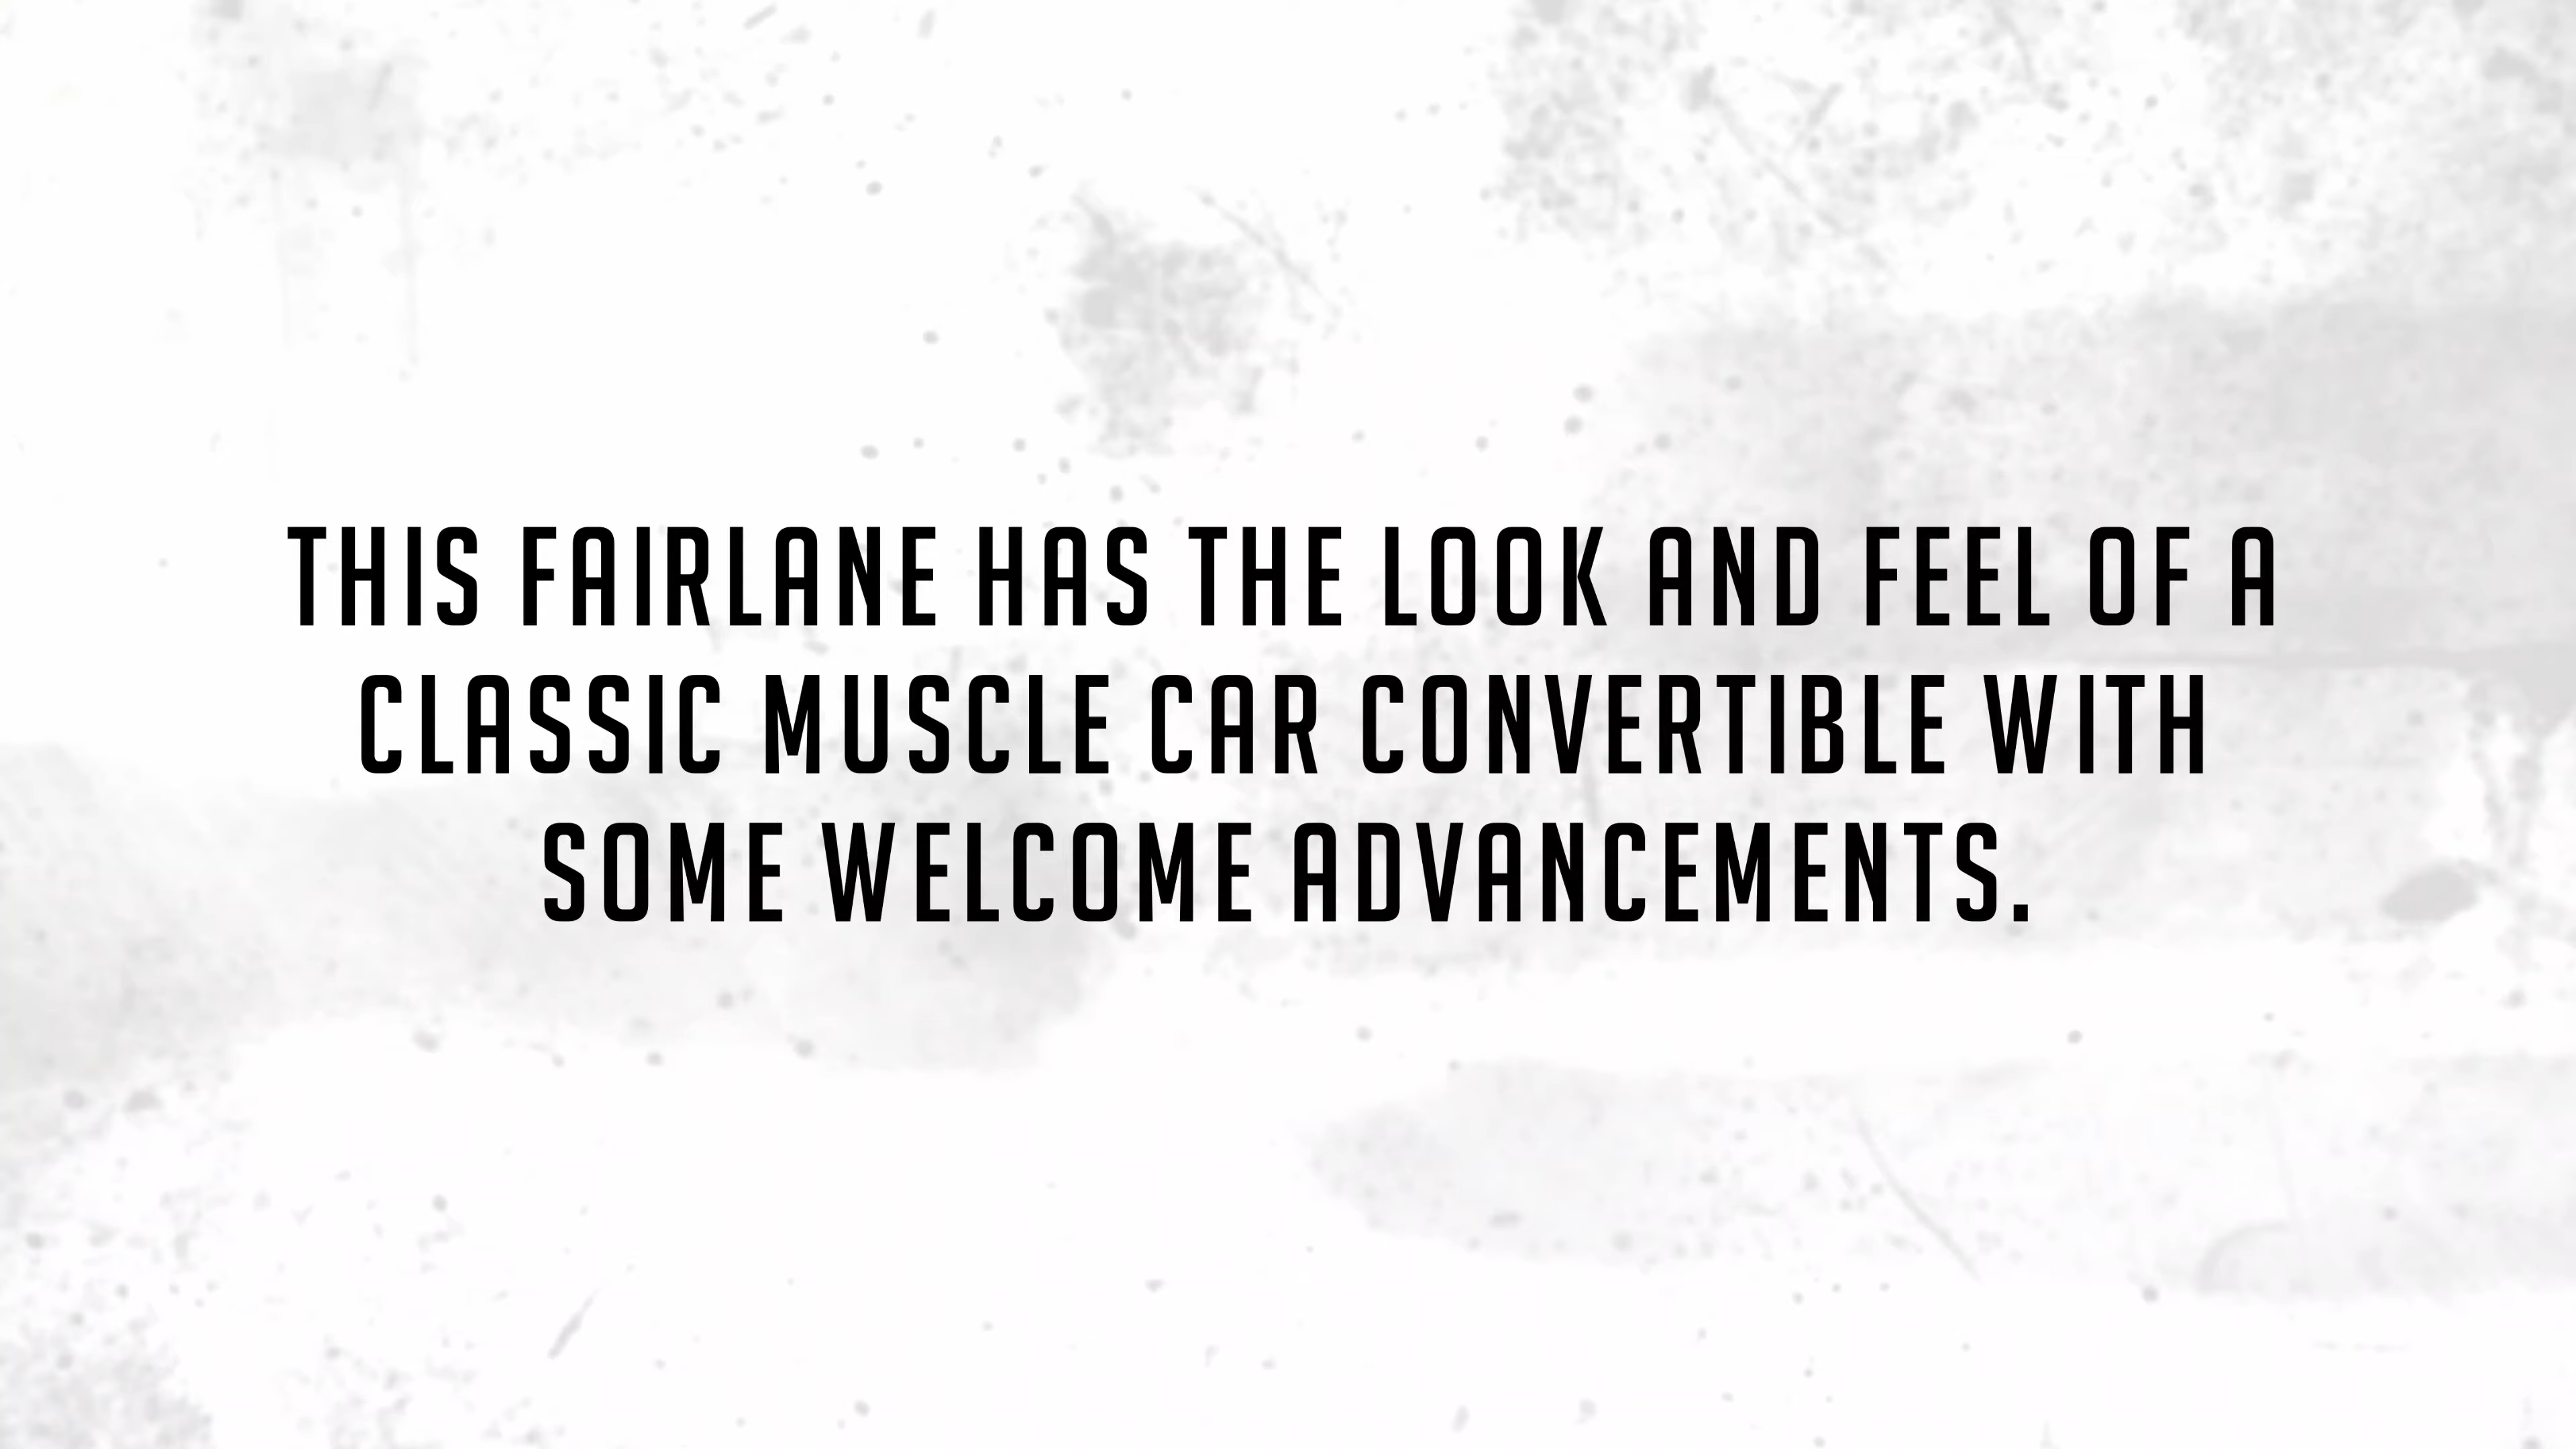 THIS FAIRLANE HAS THE LOOK AND FEEL OF A
CLASSIC MUSCLE CAR CONVERTIBLE WITH
SOME WELCOME ADVANCEMENTS.